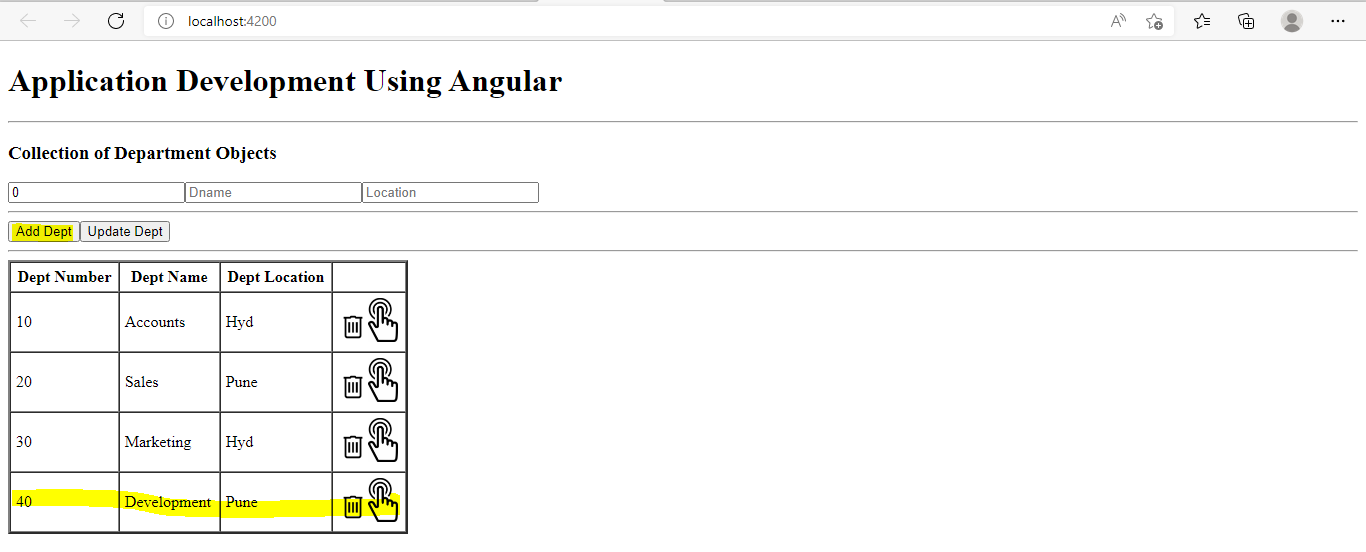 localhost:4200
Application Development Using Angular
Collection of Department Objects
0 Dname Location
Add Dept Update Dept
Dept Number Dept Name Dept Location
10 Accounts Hyd
20 Sales Pune
30 Marketing Hyd
40 Development Pune